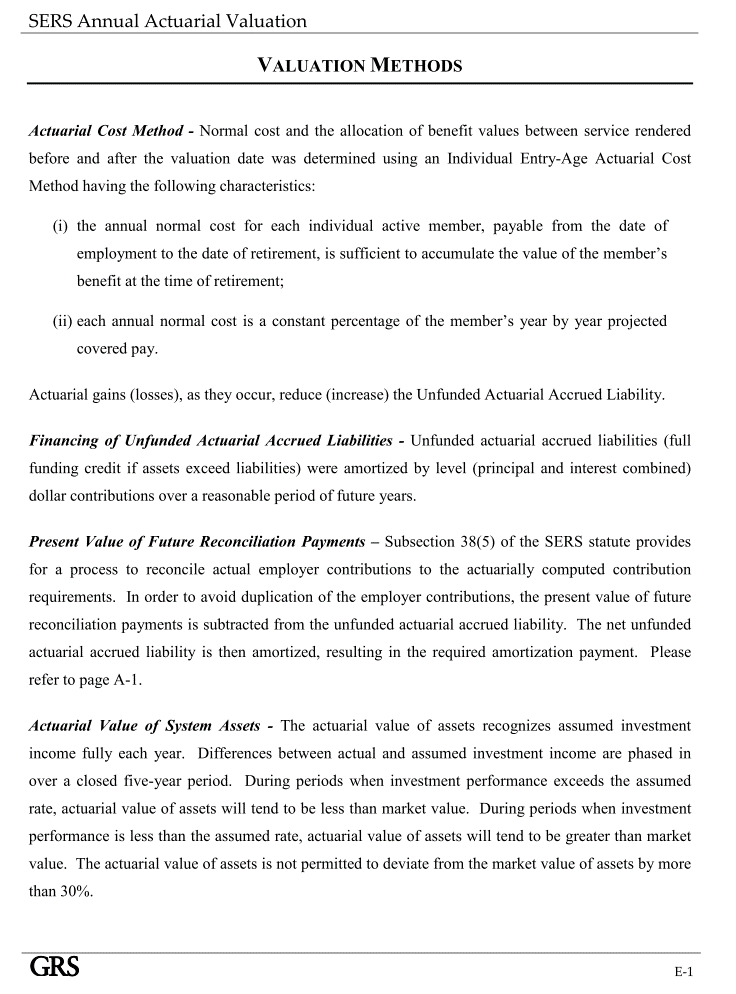 SERS Annual Actuarial Valuation
VALUATION METHODS
Actuarial Cost Method - Normal cost and the allocation of benefit values between service rendered
before and after the valuation date was determined using an Individual Entry-Age Actuarial Cost
Method having the following characteristics:
(i) the annual normal cost for each individual active member, payable from the date of
employment to the date of retirement, is sufficient to accumulate the value of the member’s
benefit at the time of retirement;
(ii) each annual normal cost is a constant percentage of the member’s year by year projected
covered pay.
Actuarial gains (losses), as they occur, reduce (increase) the Unfunded Actuarial Accrued Liability.
Financing of Unfunded Actuarial Accrued Liabilities - Unfunded actuarial accrued liabilities (full
funding credit if assets exceed liabilities) were amortized by level (principal and interest combined)
dollar contributions over a reasonable period of future years.
Present Value of Future Reconciliation Payments – Subsection 38(5) of the SERS statute provides
for a process to reconcile actual employer contributions to the actuarially computed contribution
requirements. In order to avoid duplication of the employer contributions, the present value of future
reconciliation payments is subtracted from the unfunded actuarial accrued liability. The net unfunded
actuarial accrued liability is then amortized, resulting in the required amortization payment. Please
refer to page A-1.
Actuarial Value of System Assets - The actuarial value of assets recognizes assumed investment
income fully each year. Differences between actual and assumed investment income are phased in
over a closed five-year period. During periods when investment performance exceeds the assumed
rate, actuarial value of assets will tend to be less than market value. During periods when investment
performance is less than the assumed rate, actuarial value of assets will tend to be greater than market
value. The actuarial value of assets is not permitted to deviate from the market value of assets by more
than 30%.
GRS
E-1